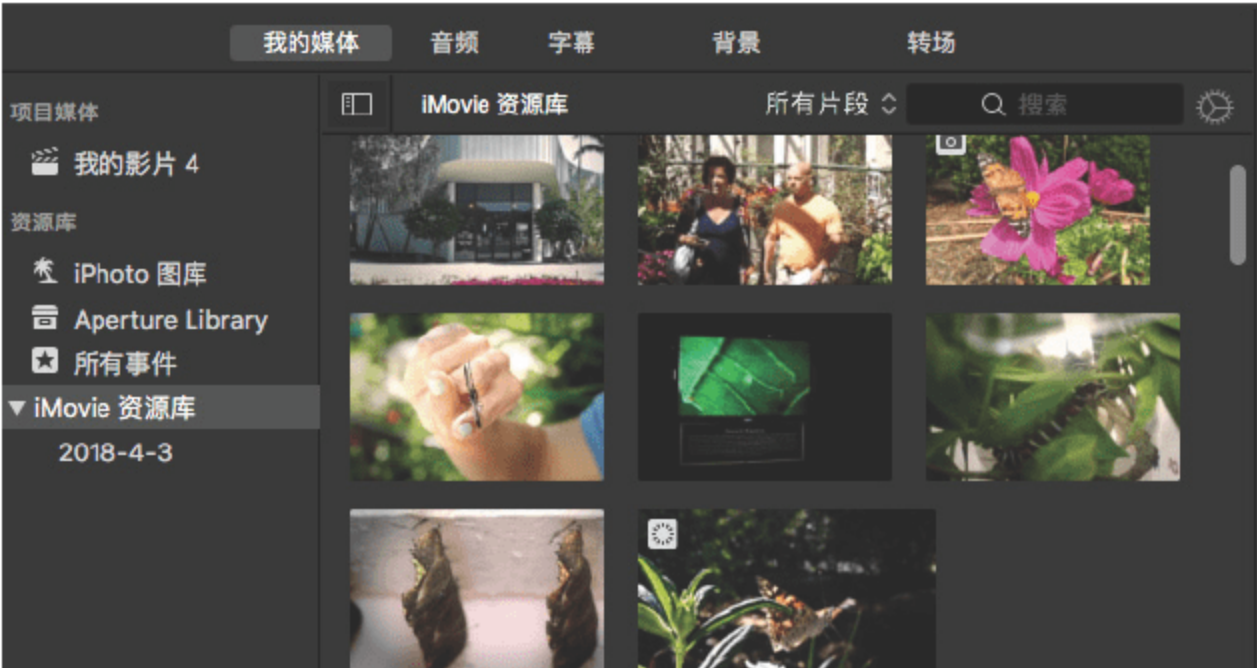 我的媒体 音频 字幕 背景 转场
项目媒体
我的影片 4
资源库
iPhoto 图库
Aperture Library
所有事件
iMovie 资源库
2018-4-3
iMovie 资源库 所有片段 搜索